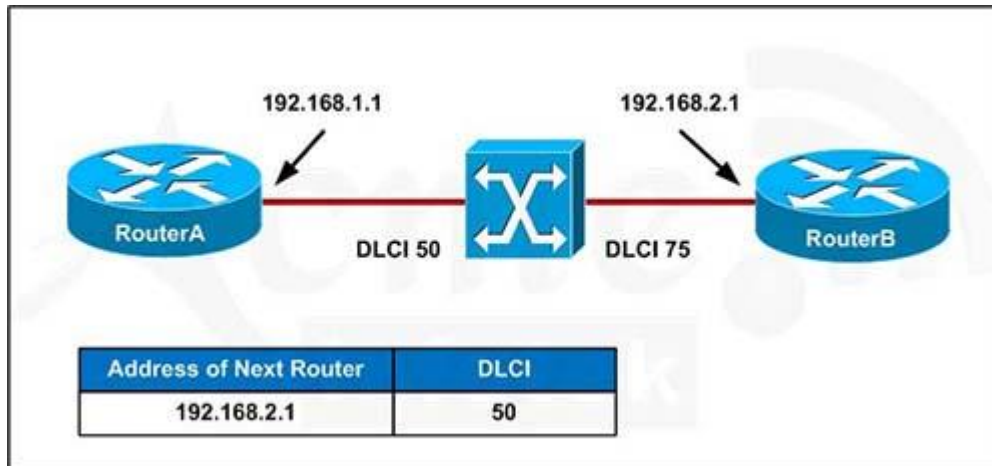 192.168.1.1
192.168.2.1
RouterA
RouterB
DLCI 50
DLCI 75
Address of Next Router DLCI
192.168.2.1 50